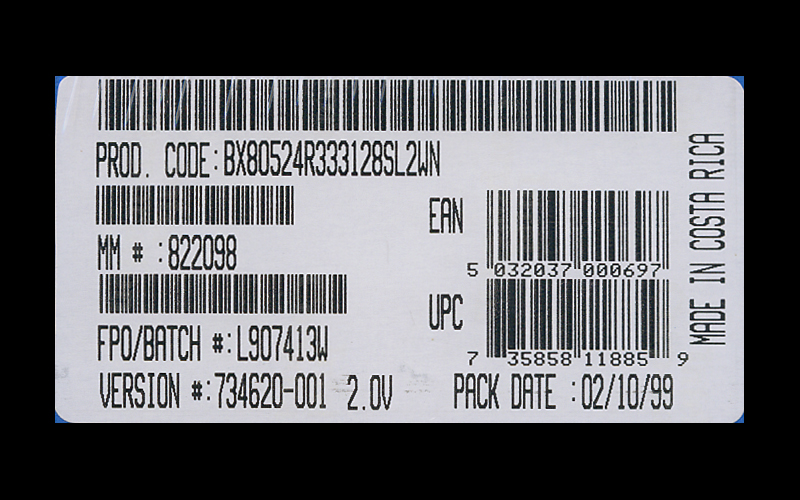 PROD. CODE:BX80524R333128SL2WN
MM # :822098
EAN
5 032037 000697
UPC
7 35858 11885 9
FPO/BATCH #:L907413W
VERSION #:734620-001 2.0V
PACK DATE :02/10/99
MADE IN COSTA RICA